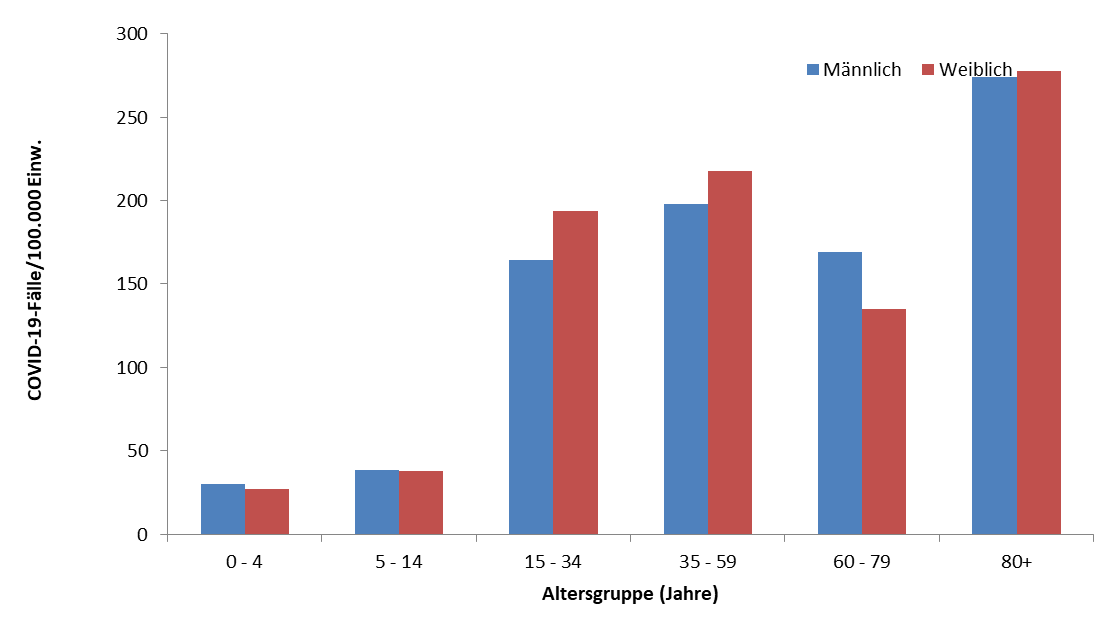 300
250
200
150
100
50
0
COVID-19-Fälle/100.000 Einw.
Männlich Weiblich
0 - 4 5 - 14 15 - 34 35 - 59 60 - 79 80+
Altersgruppe (Jahre)